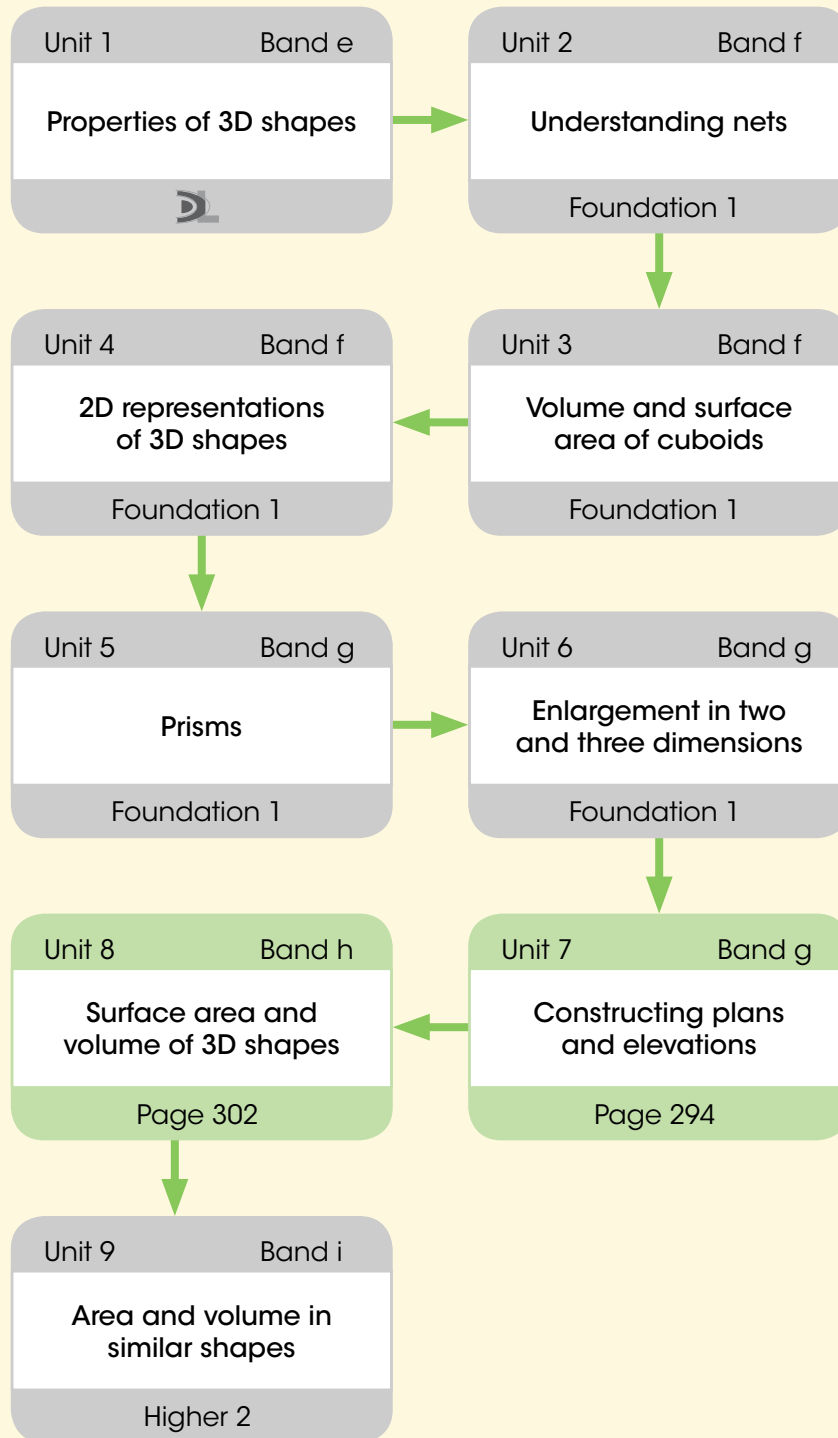 Unit 1 Band e
Properties of 3D shapes
DL
Unit 2 Band f
Understanding nets
Foundation 1
Unit 3 Band f
Volume and surface
area of cuboids
Foundation 1
Unit 4 Band f
2D representations
of 3D shapes
Foundation 1
Unit 5 Band g
Prisms
Foundation 1
Unit 6 Band g
Enlargement in two
and three dimensions
Foundation 1
Unit 7 Band g
Constructing plans
and elevations
Page 294
Unit 8 Band h
Surface area and
volume of 3D shapes
Page 302
Unit 9 Band i
Area and volume in
similar shapes
Higher 2